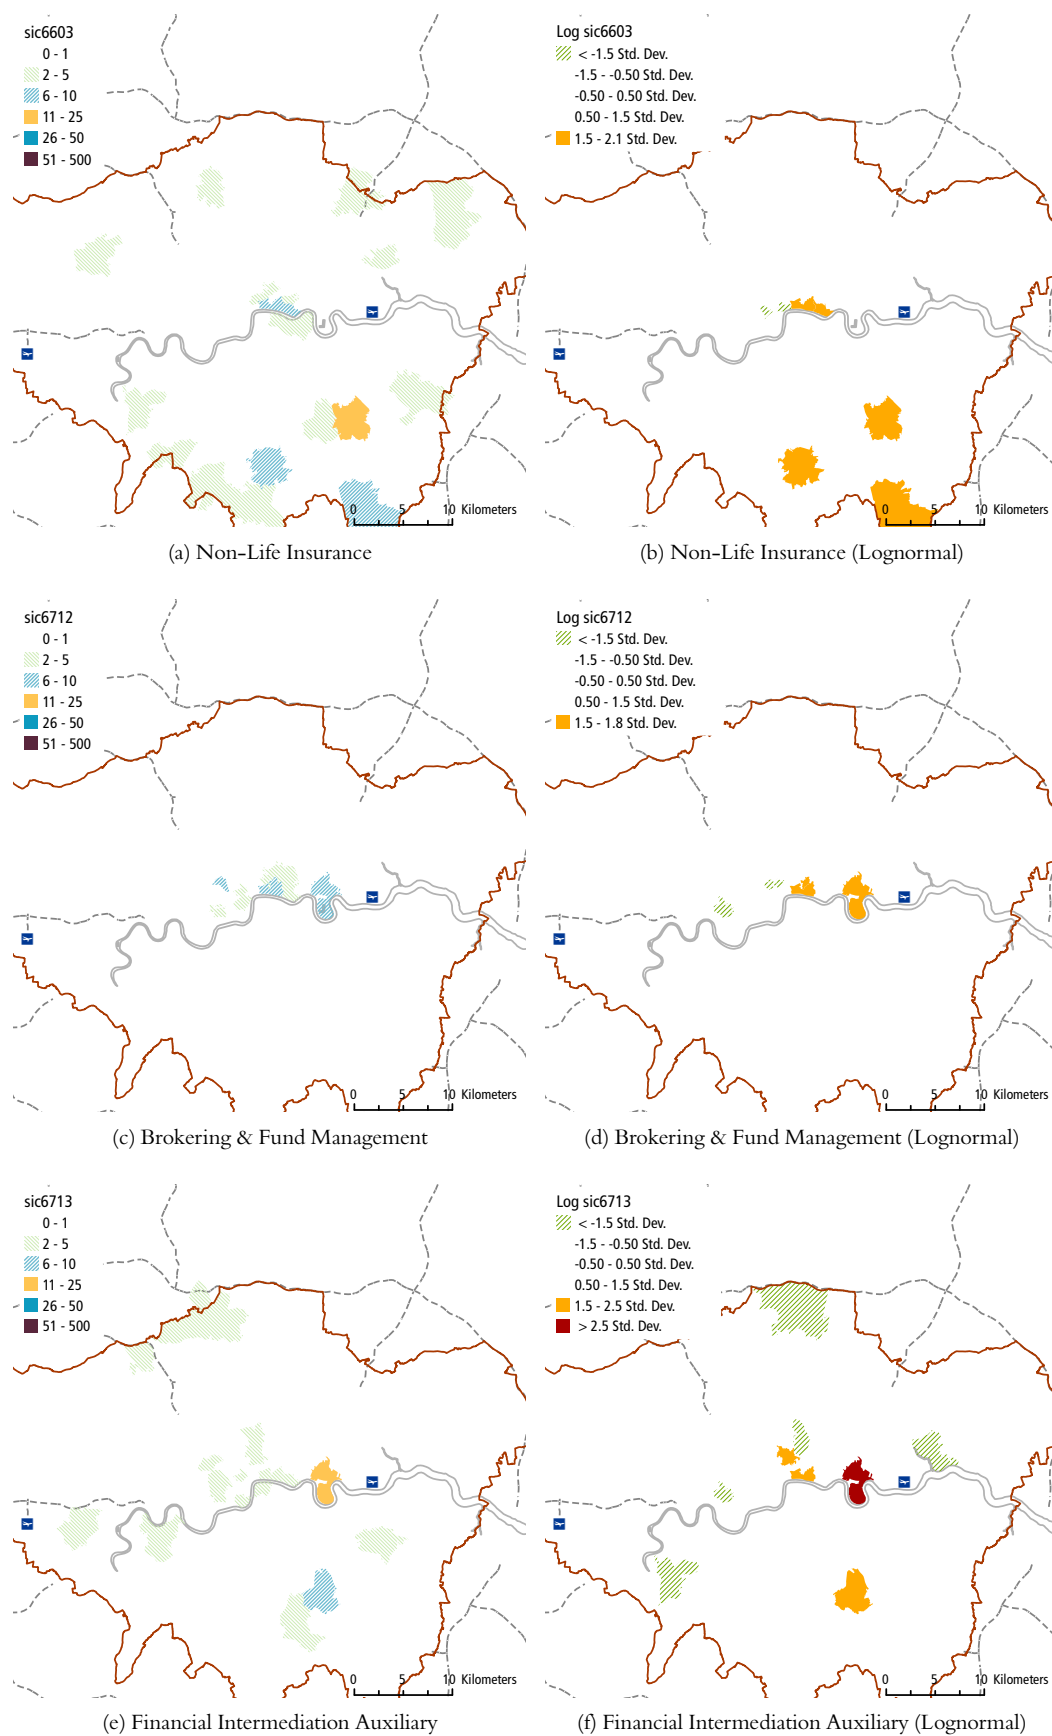 sic6603
0 - 1
2 - 5
6 - 10
11 - 25
26 - 50
51 - 500
0 5 10 Kilometers
(a) Non-Life Insurance
Log sic6603
< -1.5 Std. Dev.
-1.5 - -0.50 Std. Dev.
-0.50 - 0.50 Std. Dev.
0.50 - 1.5 Std. Dev.
1.5 - 2.1 Std. Dev.
0 5 10 Kilometers
(b) Non-Life Insurance (Lognormal)
sic6712
0 - 1
2 - 5
6 - 10
11 - 25
26 - 50
51 - 500
0 5 10 Kilometers
(c) Brokering & Fund Management
Log sic6712
< -1.5 Std. Dev.
-1.5 - -0.50 Std. Dev.
-0.50 - 0.50 Std. Dev.
0.50 - 1.5 Std. Dev.
1.5 - 1.8 Std. Dev.
0 5 10 Kilometers
(d) Brokering & Fund Management (Lognormal)
sic6713
0 - 1
2 - 5
6 - 10
11 - 25
26 - 50
51 - 500
0 5 10 Kilometers
(e) Financial Intermediation Auxiliary
Log sic6713
< -1.5 Std. Dev.
-1.5 - -0.50 Std. Dev.
-0.50 - 0.50 Std. Dev.
0.50 - 1.5 Std. Dev.
1.5 - 2.5 Std. Dev.
> 2.5 Std. Dev.
0 5 10 Kilometers
(f) Financial Intermediation Auxiliary (Lognormal)